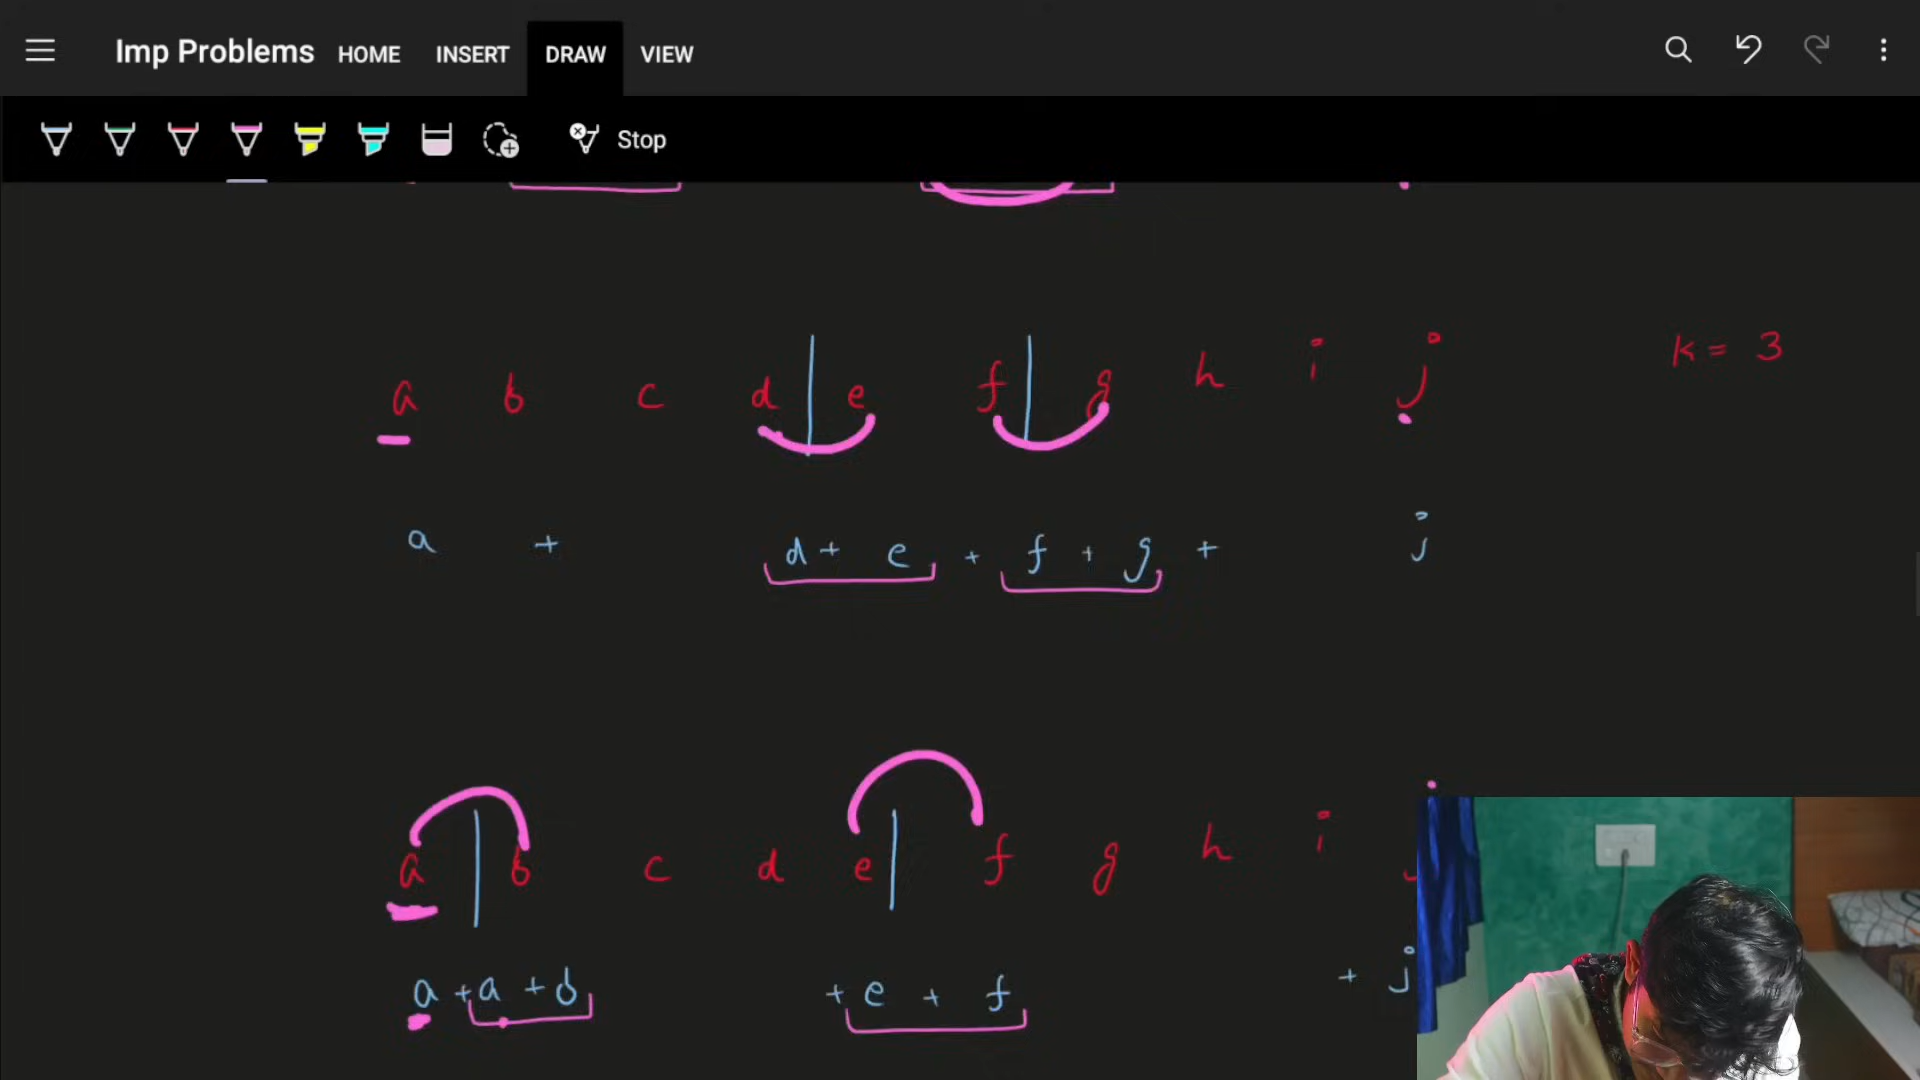 Imp Problems HOME INSERT DRAW VIEW
Stop
a b c d e f g h i j k = 3
a + d + e + f + g + j
a b c d e f g h i
a + a + b + e + f + j